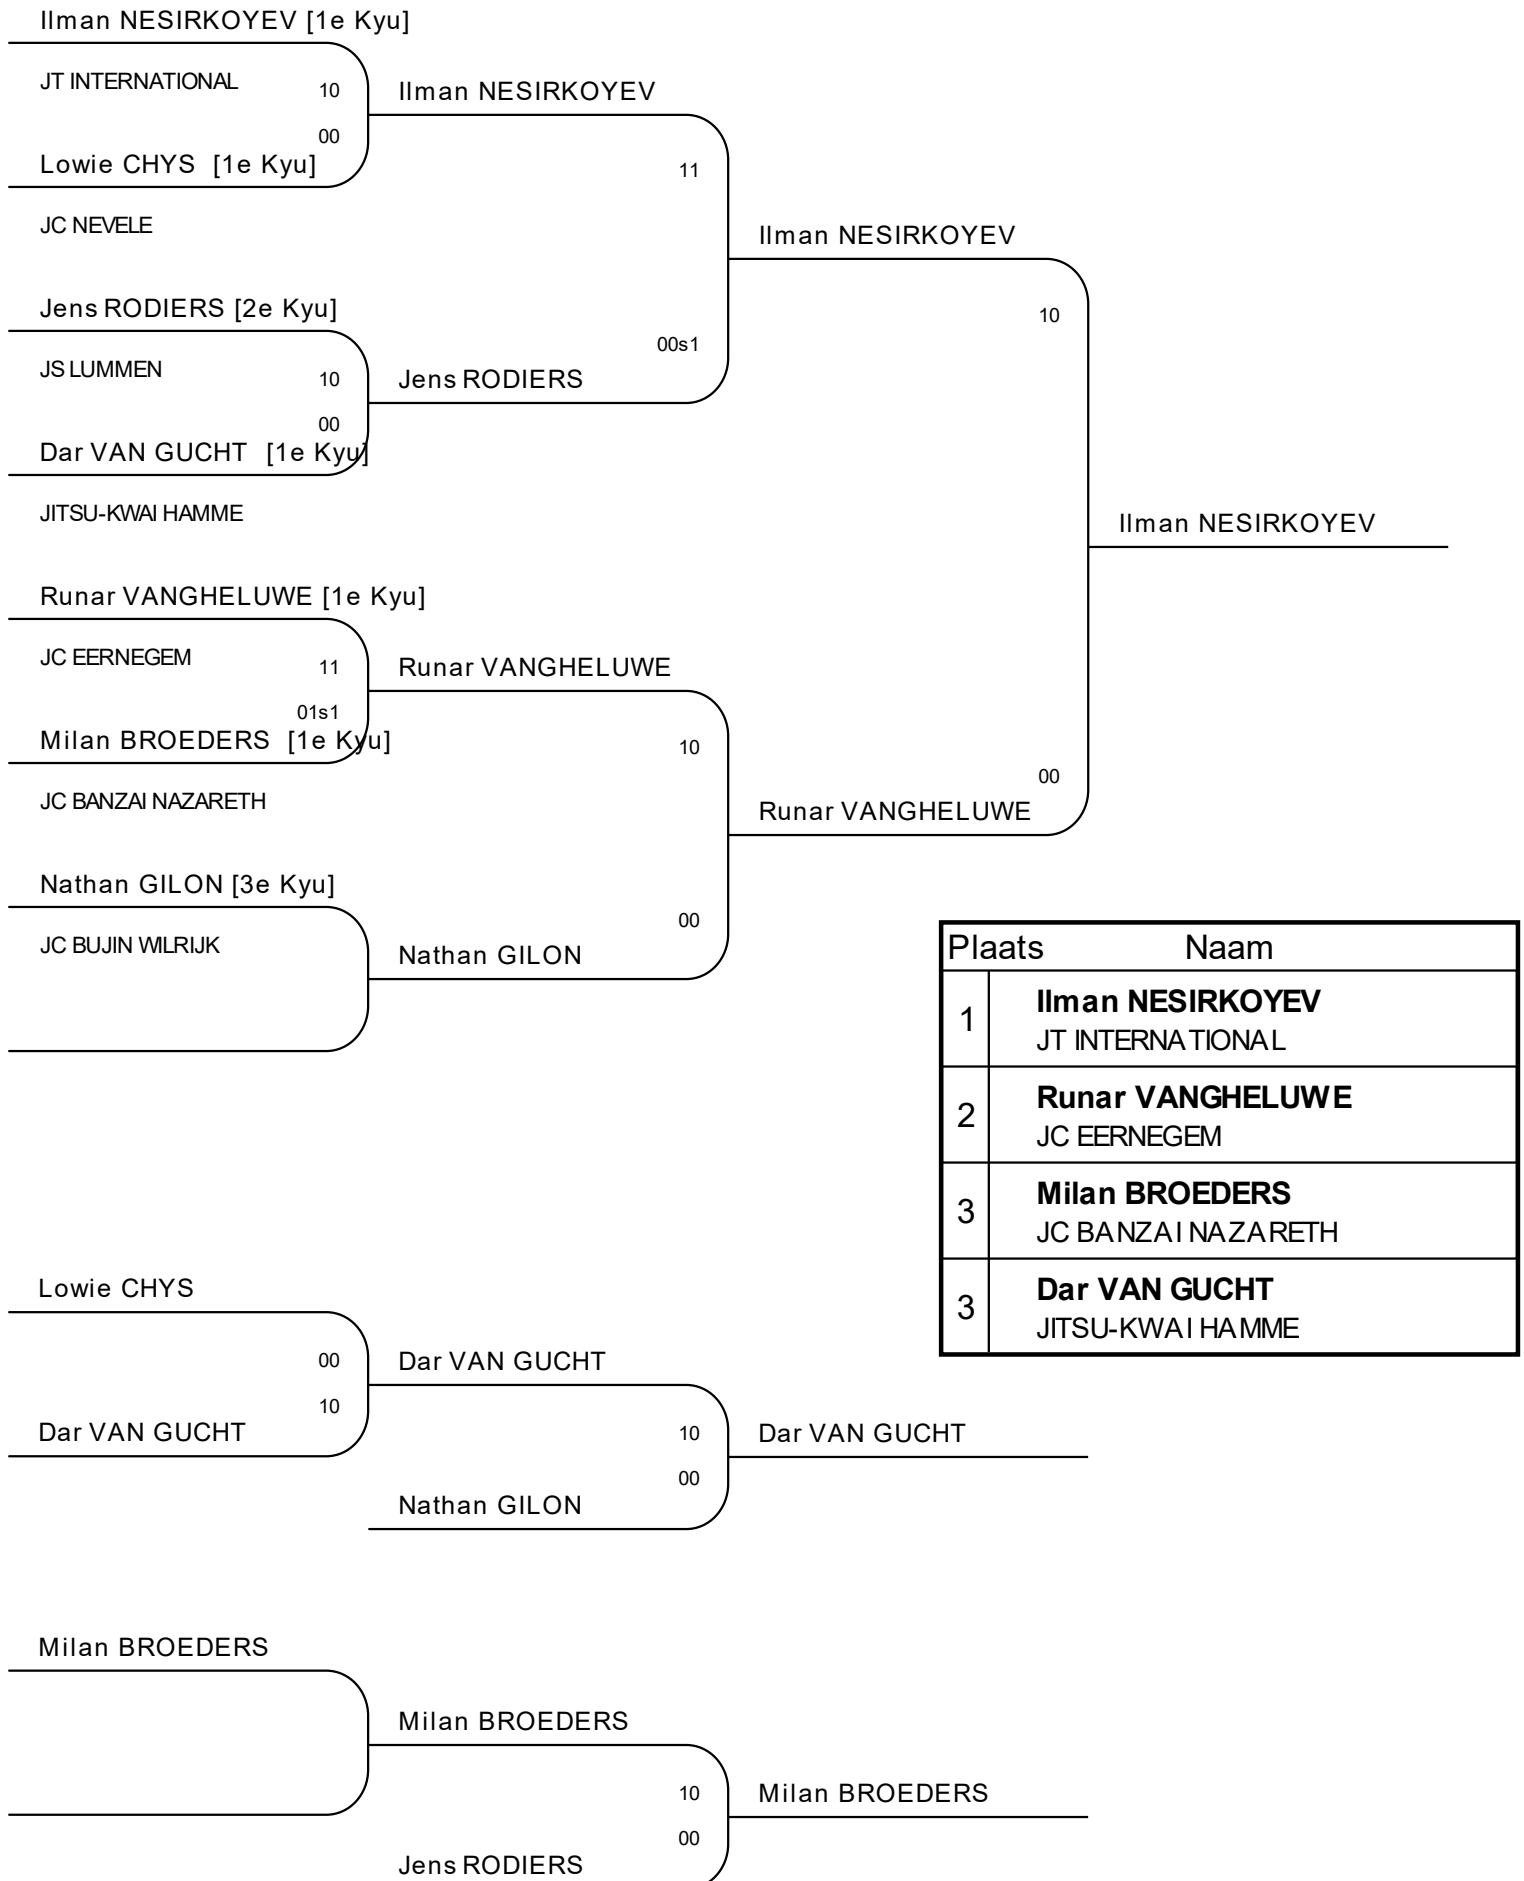 Ilman NESIRKOYEV [1e Kyu]
JT INTERNATIONAL
10
Ilman NESIRKOYEV
00
Lowie CHYS [1e Kyu]
11
JC NEVELE
Ilman NESIRKOYEV
Jens RODIERS [2e Kyu]
10
00s1
JS LUMMEN
10
Jens RODIERS
00
Dar VAN GUCHT [1e Kyu]
JITSU-KWAI HAMME
Ilman NESIRKOYEV
Runar VANGHELUWE [1e Kyu]
JC EERNEGEM
11
Runar VANGHELUWE
01s1
Milan BROEDERS [1e Kyu]
10
00
JC BANZAI NAZARETH
Runar VANGHELUWE
Nathan GILON [3e Kyu]
00
JC BUJIN WILRIJK
Nathan GILON
Plaats Naam
1 Ilman NESIRKOYEV
JT INTERNATIONAL
2 Runar VANGHELUWE
JC EERNEGEM
3 Milan BROEDERS
JC BANZAI NAZARETH
3 Dar VAN GUCHT
JITSU-KWAI HAMME
Lowie CHYS
00
Dar VAN GUCHT
10
Dar VAN GUCHT
10
Dar VAN GUCHT
00
Nathan GILON
Milan BROEDERS
Milan BROEDERS
10
Milan BROEDERS
00
Jens RODIERS